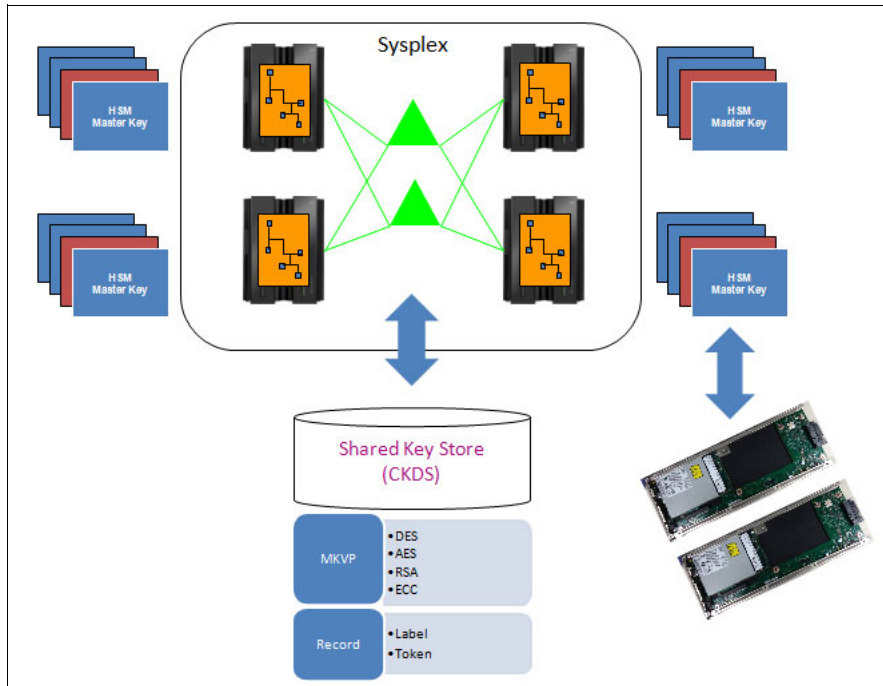 Sysplex
HSM
Master Key
HSM
Master Key
HSM
Master Key
HSM
Master Key
Shared Key Store
(CKDS)
MKVP
•DES
•AES
•RSA
•ECC
Record
•Label
•Token